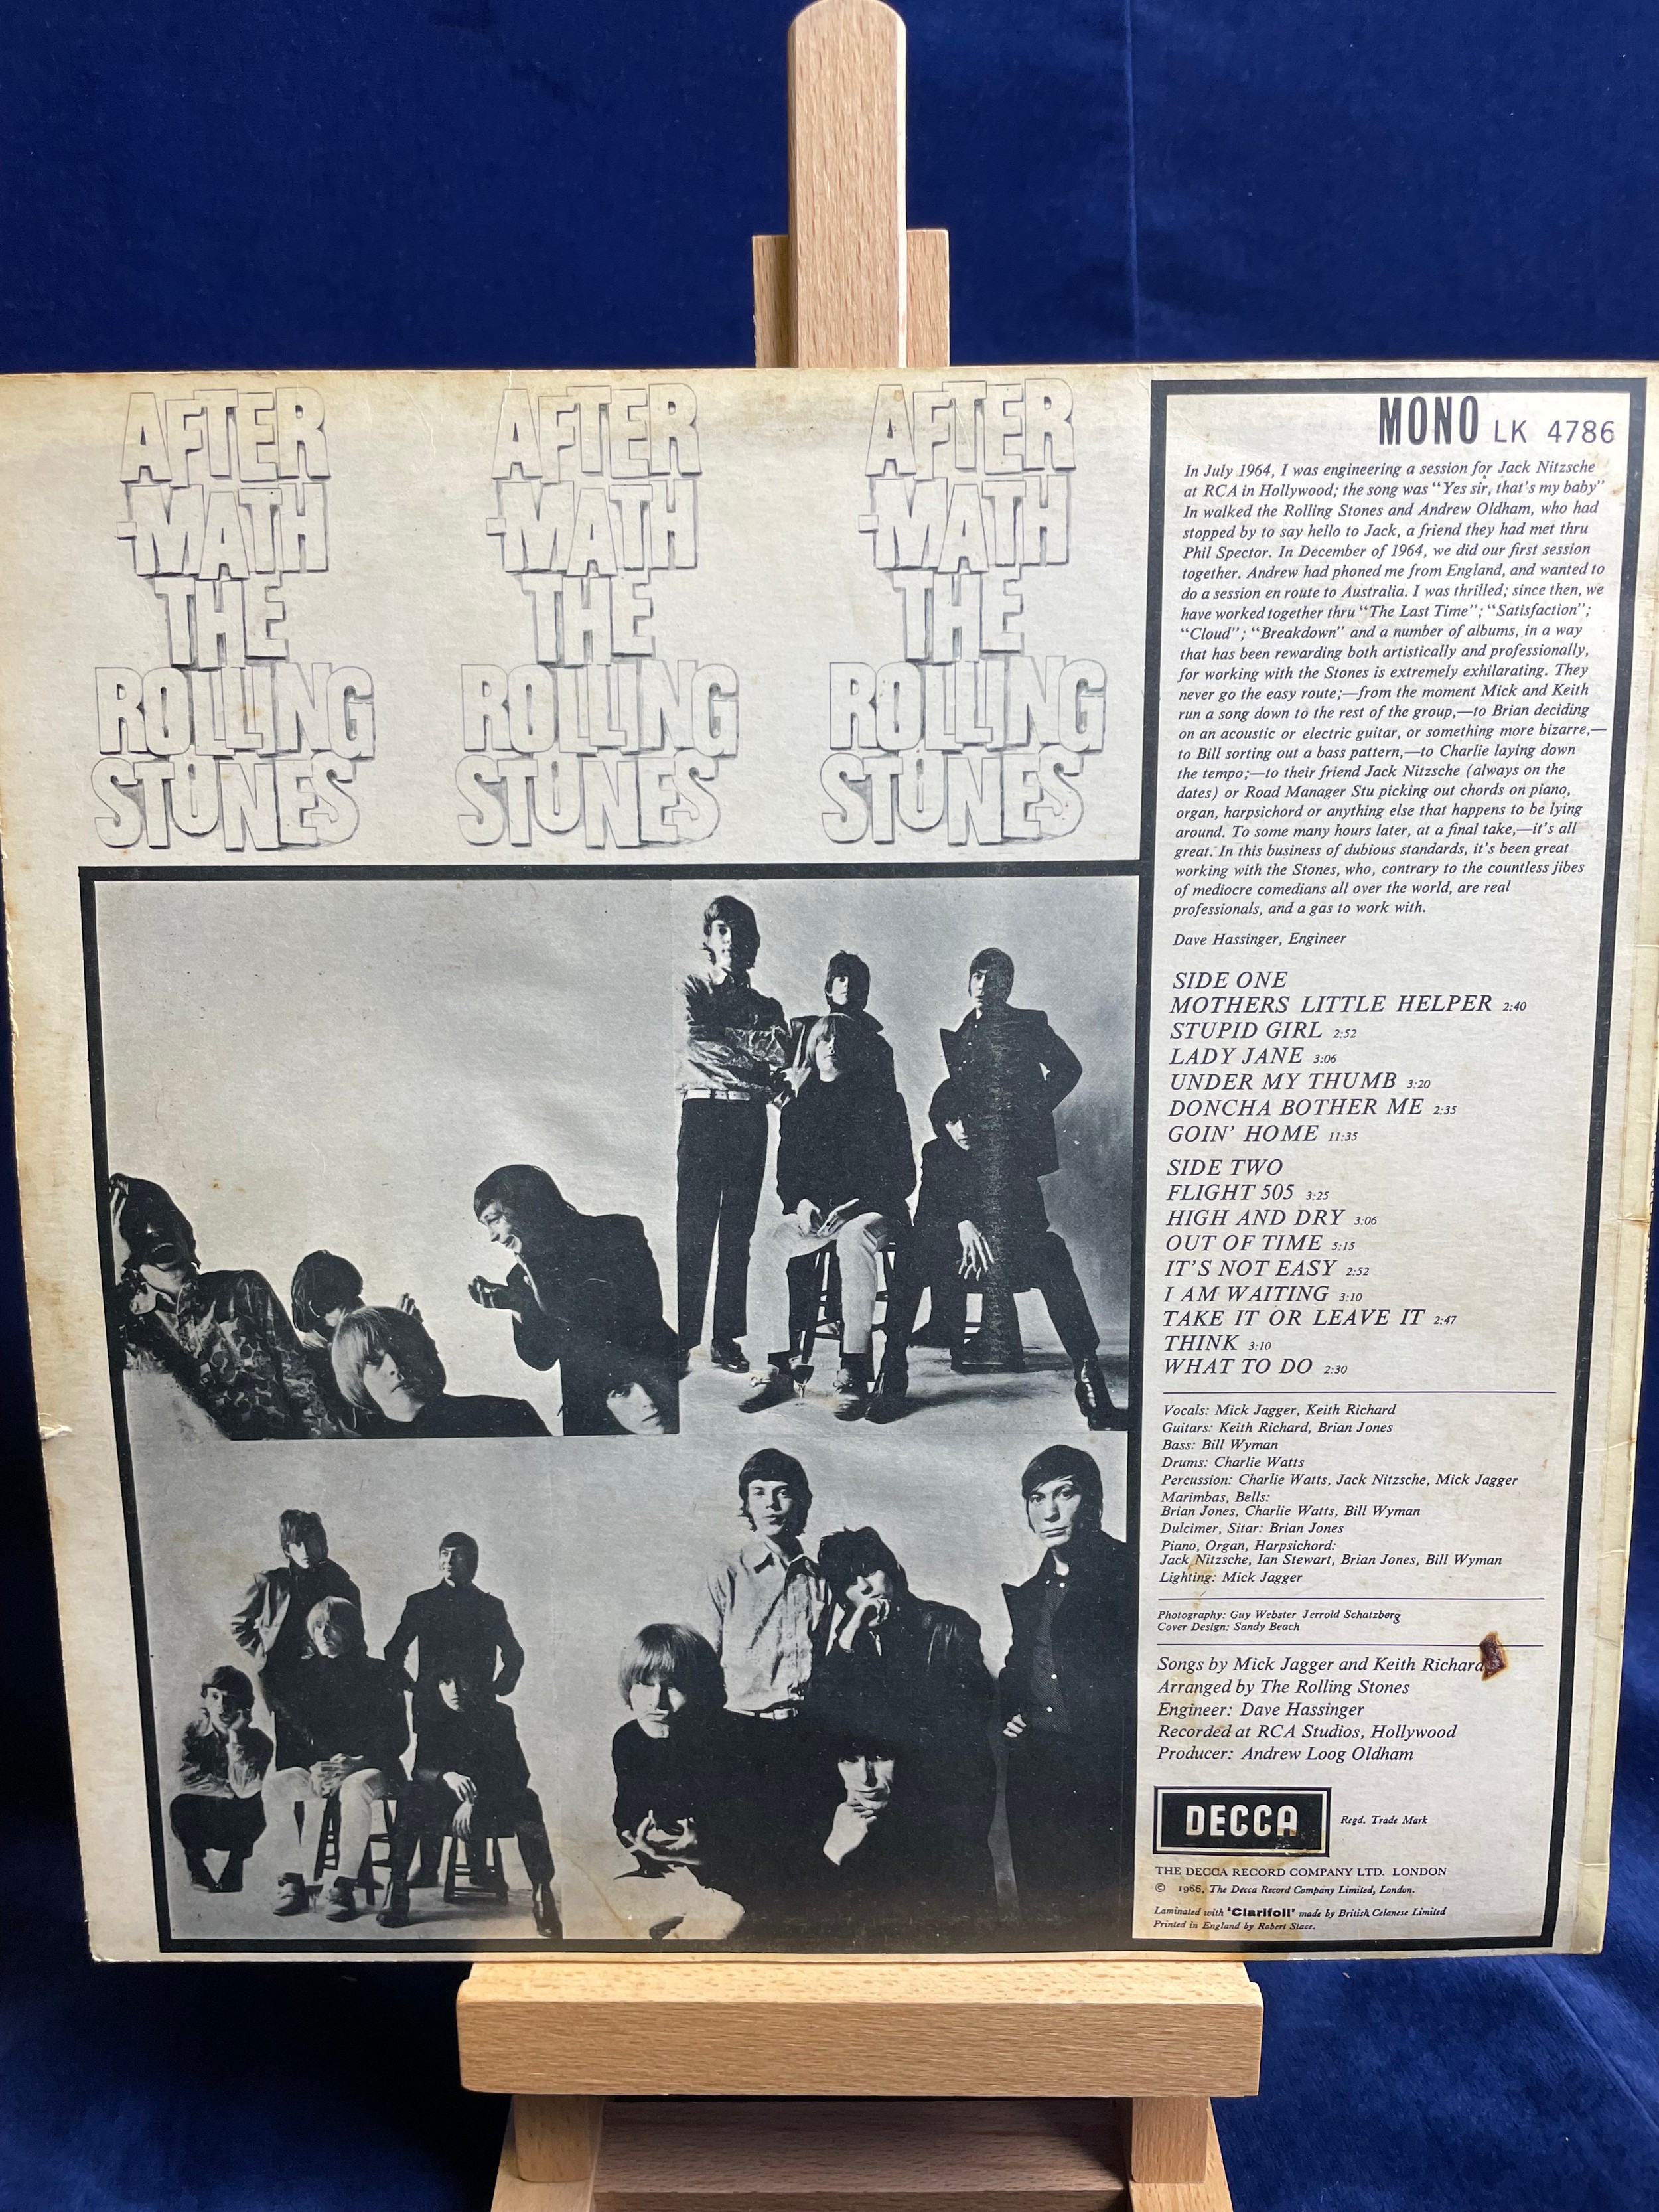 AFTER
-MATH
THE
ROLLING
STONES
AFTER
-MATH
THE
ROLLING
STONES
AFTER
-MATH
THE
ROLLING
STONES
MONO LK 4786
In July 1964, I was engineering a session for Jack Nitzsche
at RCA in Hollywood; the song was "Yes sir, that's my baby"
In walked the Rolling Stones and Andrew Oldham, who had
stopped by to say hello to Jack, a friend they had met thru
Phil Spector. In December of 1964, we did our first session
together. Andrew had phoned me from England, and wanted to
do a session en route to Australia. I was thrilled; since then, we
have worked together thru "The Last Time"; "Satisfaction";
"Cloud"; "Breakdown" and a number of albums, in a way
that has been rewarding both artistically and professionally,
for working with the Stones is extremely exhilarating. They
never go the easy route;—from the moment Mick and Keith
run a song down to the rest of the group,—to Brian deciding
on an acoustic or electric guitar, or something more bizarre,—
to Bill sorting out a bass pattern,—to Charlie laying down
the tempo;—to their friend Jack Nitzsche (always on the
dates) or Road Manager Stu picking out chords on piano,
organ, harpsichord or anything else that happens to be lying
around. To some many hours later, at a final take,—it's all
great. In this business of dubious standards, it's been great
working with the Stones, who, contrary to the countless jibes
of mediocre comedians all over the world, are real
professionals, and a gas to work with.
Dave Hassinger, Engineer
SIDE ONE
MOTHERS LITTLE HELPER 2:40
STUPID GIRL 2:52
LADY JANE 3:06
UNDER MY THUMB 3:20
DONCHA BOTHER ME 2:35
GOIN' HOME 11:35
SIDE TWO
FLIGHT 505 3:25
HIGH AND DRY 3:06
OUT OF TIME 5:15
IT'S NOT EASY 2:52
I AM WAITING 3:10
TAKE IT OR LEAVE IT 2:47
THINK 3:10
WHAT TO DO 2:30
Vocals: Mick Jagger, Keith Richard
Guitars: Keith Richard, Brian Jones
Bass: Bill Wyman
Drums: Charlie Watts
Percussion: Charlie Watts, Jack Nitzsche, Mick Jagger
Marimbas, Bells:
Brian Jones, Charlie Watts, Bill Wyman
Dulcimer, Sitar: Brian Jones
Piano, Organ, Harpsichord:
Jack Nitzsche, Ian Stewart, Brian Jones, Bill Wyman
Lighting: Mick Jagger
Photography: Guy Webster Jerrold Schatzberg
Cover Design: Sandy Beach
Songs by Mick Jagger and Keith Richard
Arranged by The Rolling Stones
Engineer: Dave Hassinger
Recorded at RCA Studios, Hollywood
Producer: Andrew Loog Oldham
DECCA Regd. Trade Mark
THE DECCA RECORD COMPANY LTD. LONDON
© 1966, The Decca Record Company Limited, London.
Laminated with 'Clarifoil' made by British Celanese Limited
Printed in England by Robert Stace.